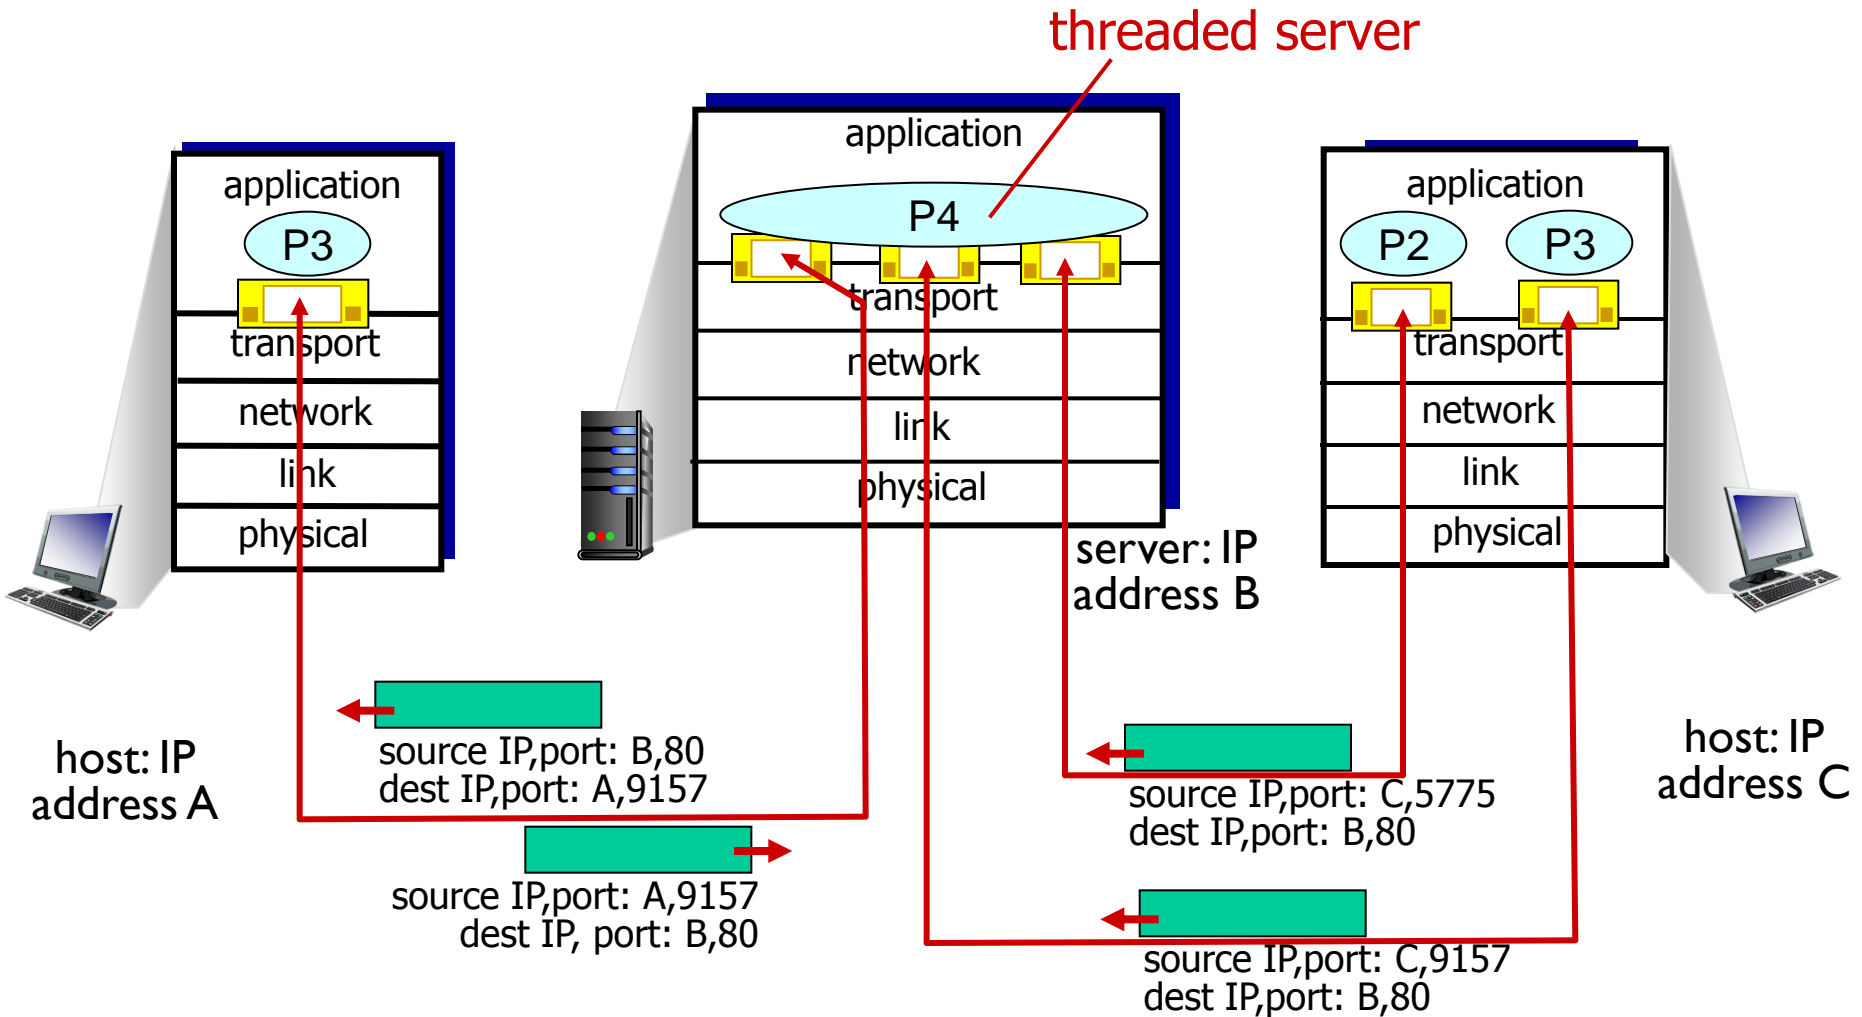 threaded server
application
P3
transport
network
link
physical
application
P4
transport
network
link
physical
application
P2
P3
transport
network
link
physical
server: IP
address B
host: IP
address A
source IP,port: B,80
dest IP,port: A,9157
source IP,port: A,9157
dest IP, port: B,80
source IP,port: C,5775
dest IP,port: B,80
source IP,port: C,9157
dest IP,port: B,80
host: IP
address C